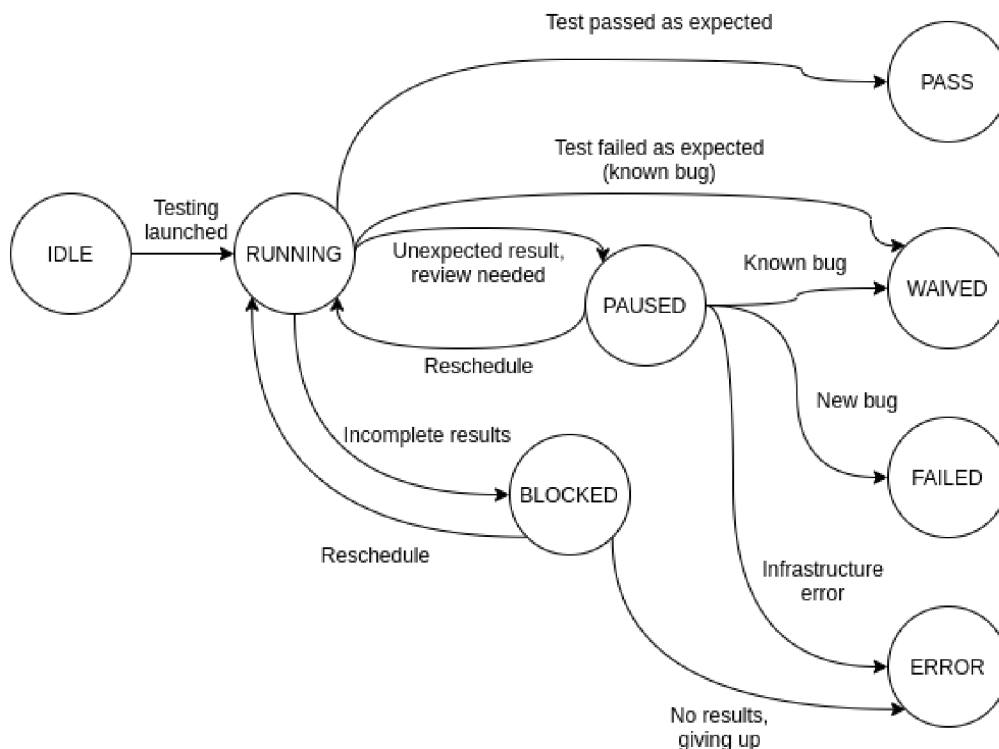 Test passed as expected
PASS
Test failed as expected
(known bug)
Testing
launched
IDLE
RUNNING
Unexpected result,
review needed
Known bug
WAIVED
PAUSED
Reschedule
New bug
Incomplete results
FAILED
BLOCKED
Reschedule
Infrastructure
error
ERROR
No results,
giving up